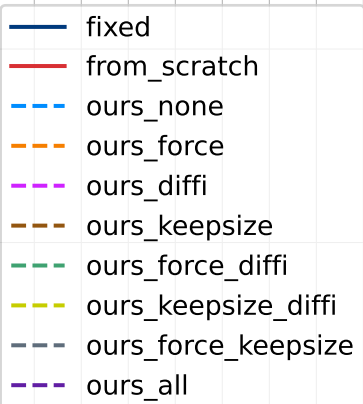 fixed
from_scratch
ours_none
ours_force
ours_diffi
ours_keepsize
ours_force_diffi
ours_keepsize_diffi
ours_force_keepsize
ours_all